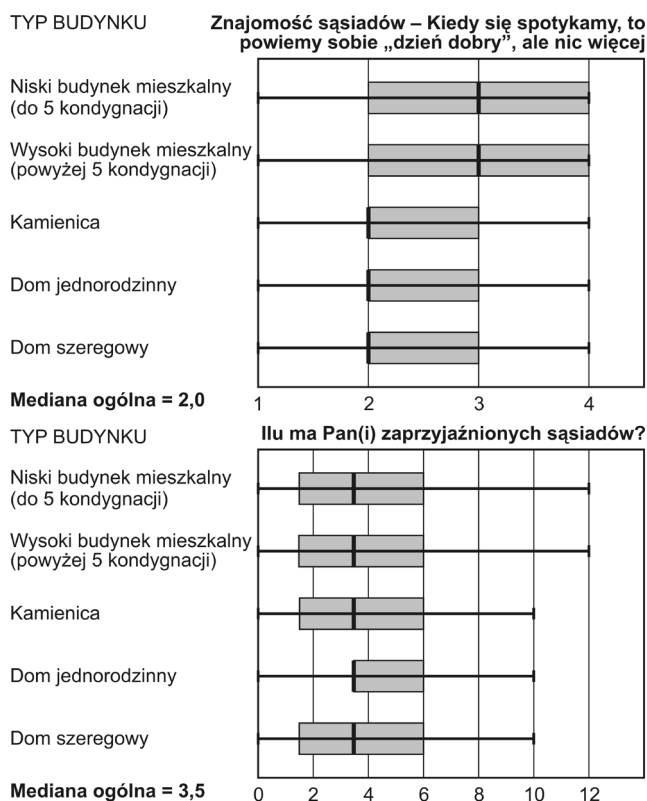 TYP BUDYNKU
Znajomość sąsiadów – Kiedy się spotykamy, to
powiemy sobie „dzień dobry”, ale nic więcej
Niski budynek mieszkalny
(do 5 kondygnacji)
Wysoki budynek mieszkalny
(powyżej 5 kondygnacji)
Kamienica
Dom jednorodzinny
Dom szeregowy
Mediana ogólna = 2,0
1 2 3 4
TYP BUDYNKU
Ilu ma Pan(i) zaprzyjaźnionych sąsiadów?
Niski budynek mieszkalny
(do 5 kondygnacji)
Wysoki budynek mieszkalny
(powyżej 5 kondygnacji)
Kamienica
Dom jednorodzinny
Dom szeregowy
Mediana ogólna = 3,5
0 2 4 6 8 10 12